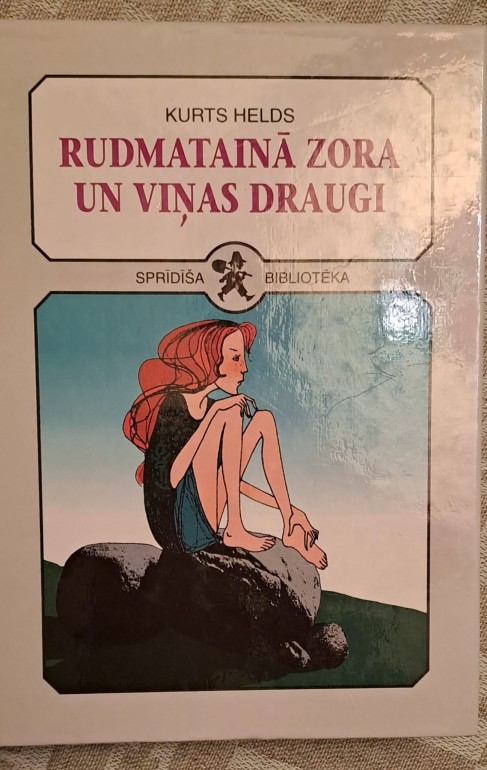 KURTS HELDS
RUDMATAINĀ ZORA
UN VIŅAS DRAUGI
SPRĪDĪŠA BIBLIOTĒKA